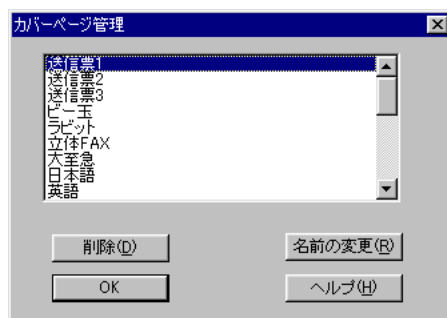 カバーページ管理
送信票1
送信票2
送信票3
ビー玉
ラビット
立体FAX
大至急
日本語
英語
削除(D)
名前の変更(R)
OK
ヘルプ(H)